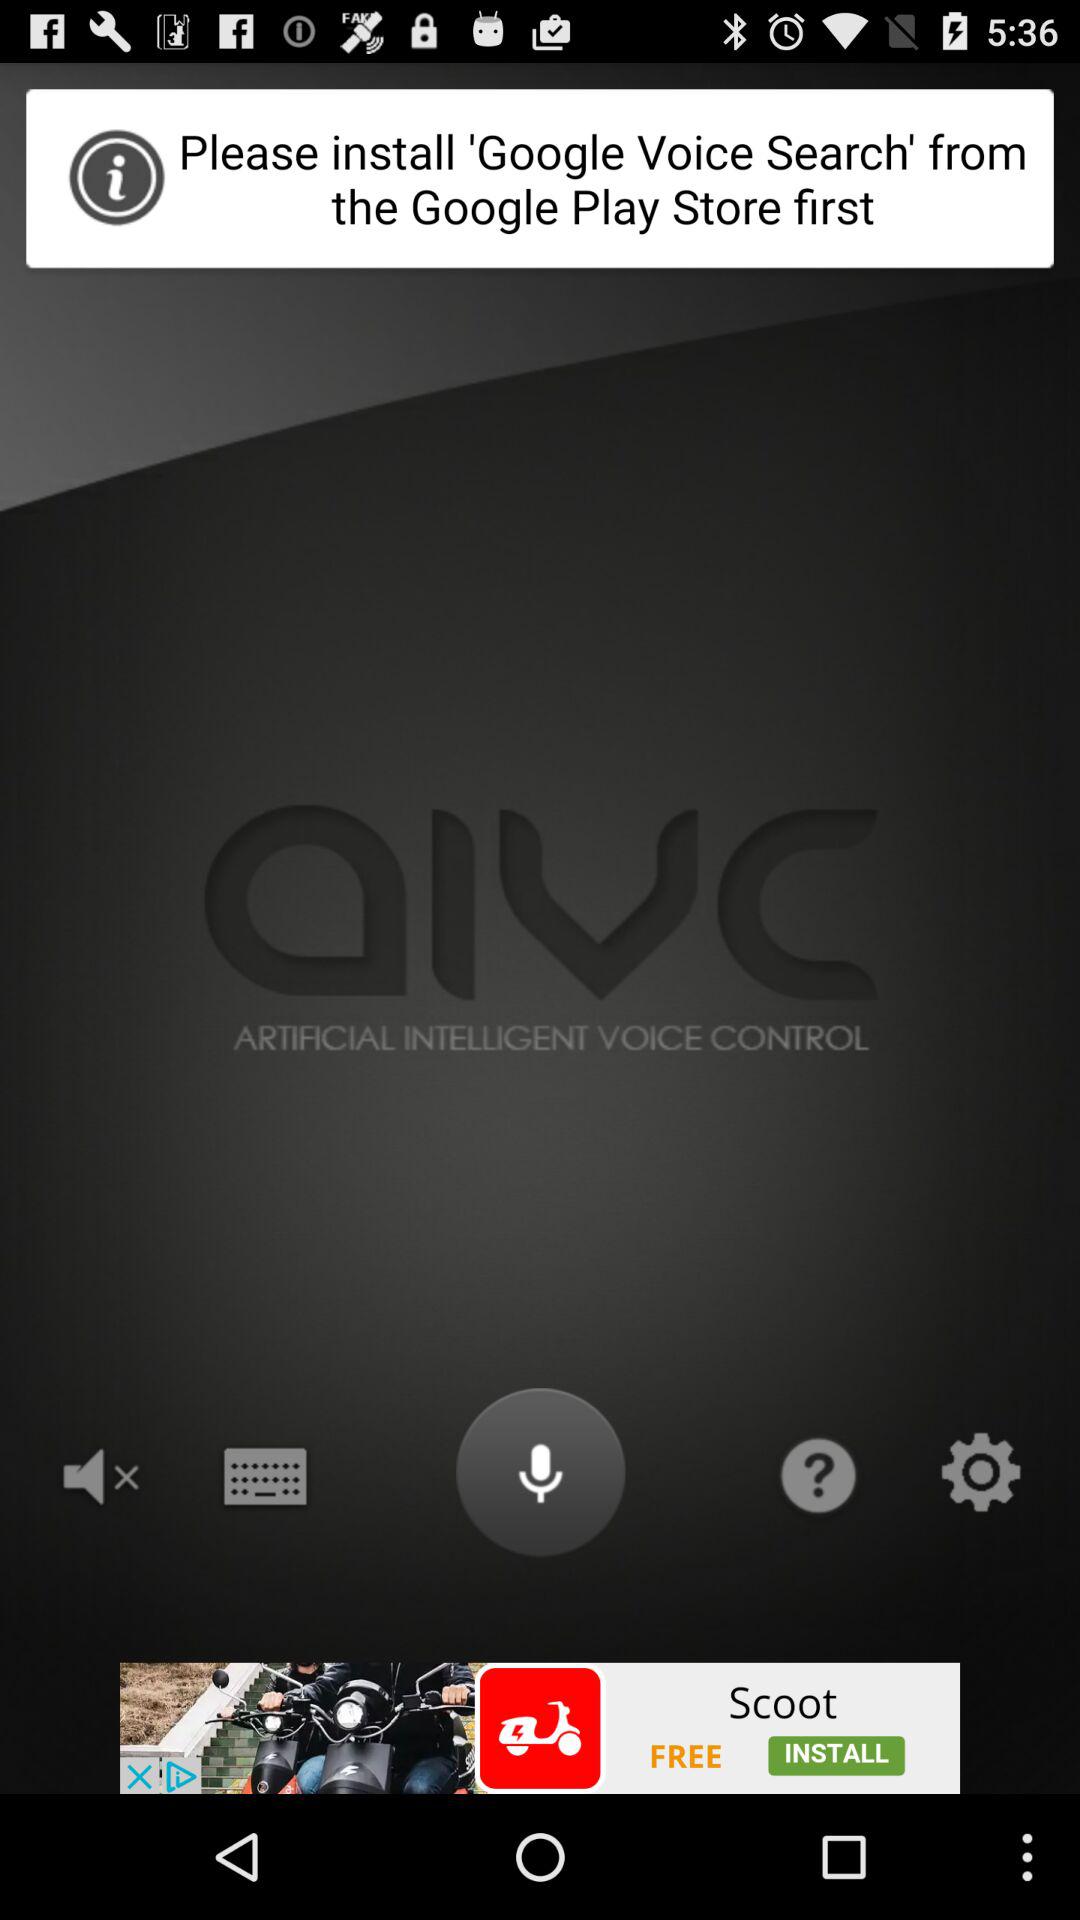 FAKE
5:36
Please install 'Google Voice Search' from
the Google Play Store first
aivc
ARTIFICIAL INTELLIGENT VOICE CONTROL
Scoot
FREE
INSTALL